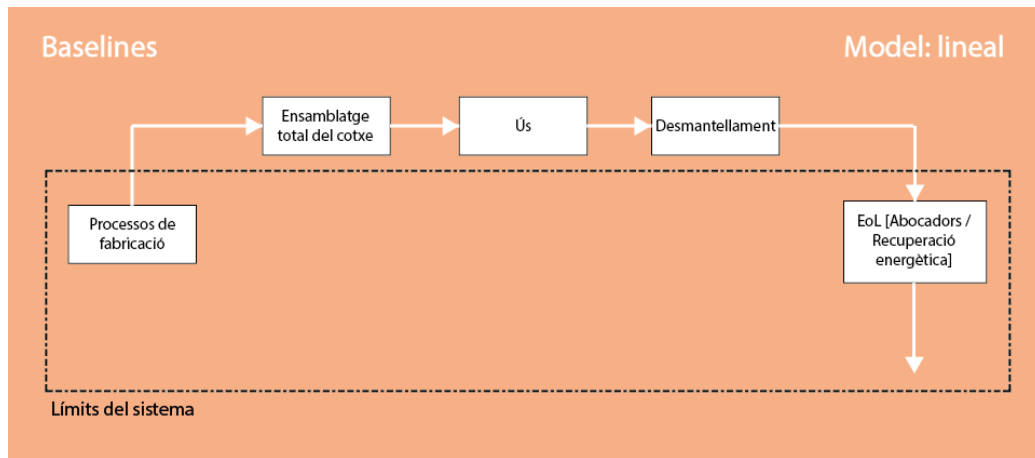 Baselines
Model: lineal
Ensamblatge
total del cotxe
Ús
Desmantellament
Processos de
fabricació
EoL [Abocadors /
Recuperació
energètica]
Límits del sistema